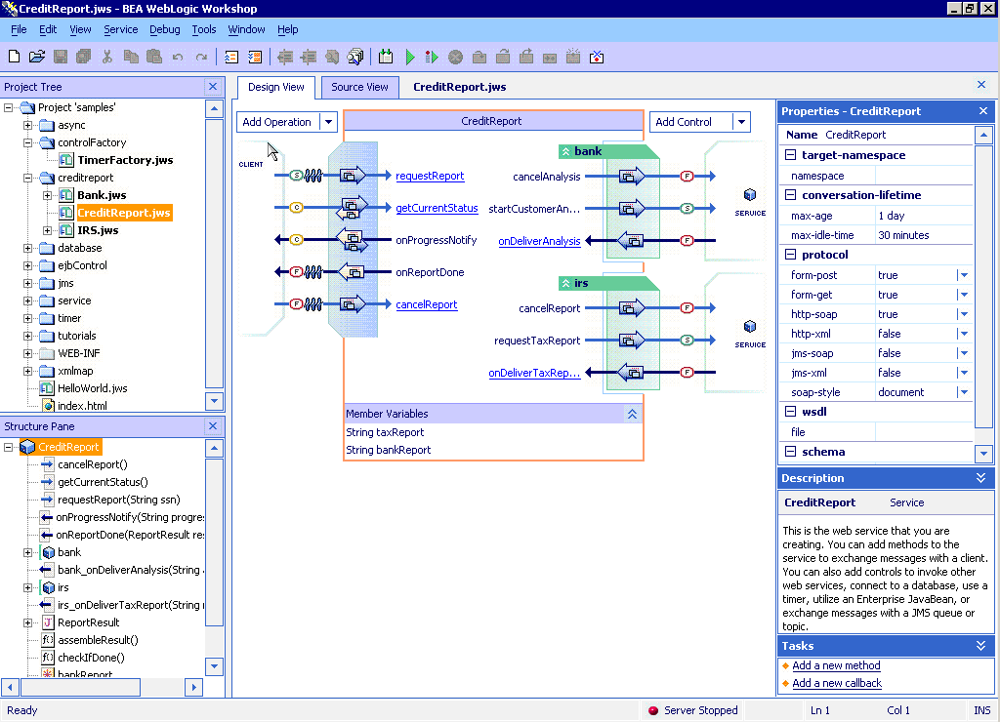 CreditReport.jws - BEA WebLogic Workshop
File Edit View Service Debug Tools Window Help
Project Tree
Project 'samples'
async
controlFactory
TimerFactory.jws
creditreport
Bank.jws
CreditReport.jws
IRS.jws
database
ejbControl
jms
service
timer
tutorials
WEB-INF
xmlmap
HelloWorld.jws
index.html
Structure Pane
CreditReport
cancelReport()
getCurrentStatus()
requestReport(String ssn)
onProgressNotify(String progres
onReportDone(ReportResult res
bank
bank_onDeliverAnalysis(String
irs
irs_onDeliverTaxReport(String r
ReportResult
assembleResult()
checkIfDone()
bankReport
Design View Source View CreditReport.jws
Add Operation CreditReport Add Control
CLIENT
S requestReport
C getCurrentStatus
C onProgressNotify
F onReportDone
F cancelReport
bank
cancelAnalysis F
startCustomerAn... S
onDeliverAnalysis F
SERVICE
irs
cancelReport F
requestTaxReport S
onDeliverTaxRep... F
SERVICE
Member Variables
String taxReport
String bankReport
Properties - CreditReport
Name CreditReport
target-namespace
namespace
conversation-lifetime
max-age 1 day
max-idle-time 30 minutes
protocol
form-post true
form-get true
http-soap true
http-xml false
jms-soap false
jms-xml false
soap-style document
wsdl
file
schema
Description
CreditReport Service
This is the web service that you are
creating. You can add methods to the
service to exchange messages with a client.
You can also add controls to invoke other
web services, connect to a database, use a
timer, utilize an Enterprise JavaBean, or
exchange messages with a JMS queue or
topic.
Tasks
Add a new method
Add a new callback
Ready Server Stopped Ln 1 Col 1 INS